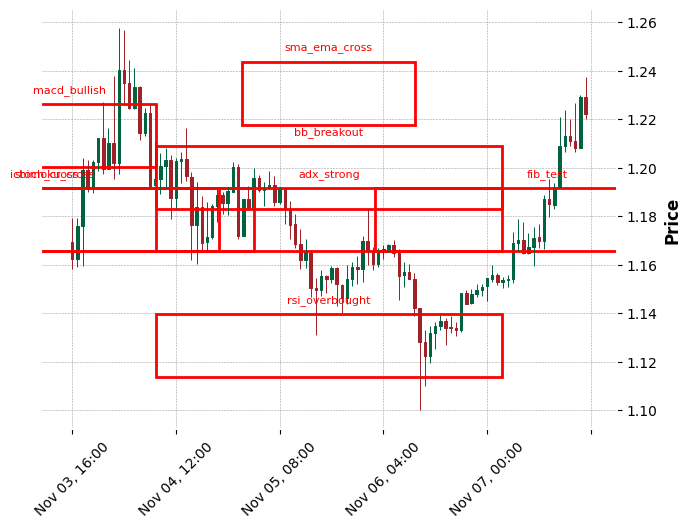 1.26
sma_ema_cross
1.24
macd_bullish
1.22
bb_breakout
1.20
adx_strong
fib_test
1.18
Price
1.16
rsi_overbought
1.14
1.12
1.10
Nov 03, 16:00
Nov 04, 12:00
Nov 05, 08:00
Nov 06, 04:00
Nov 07, 00:00